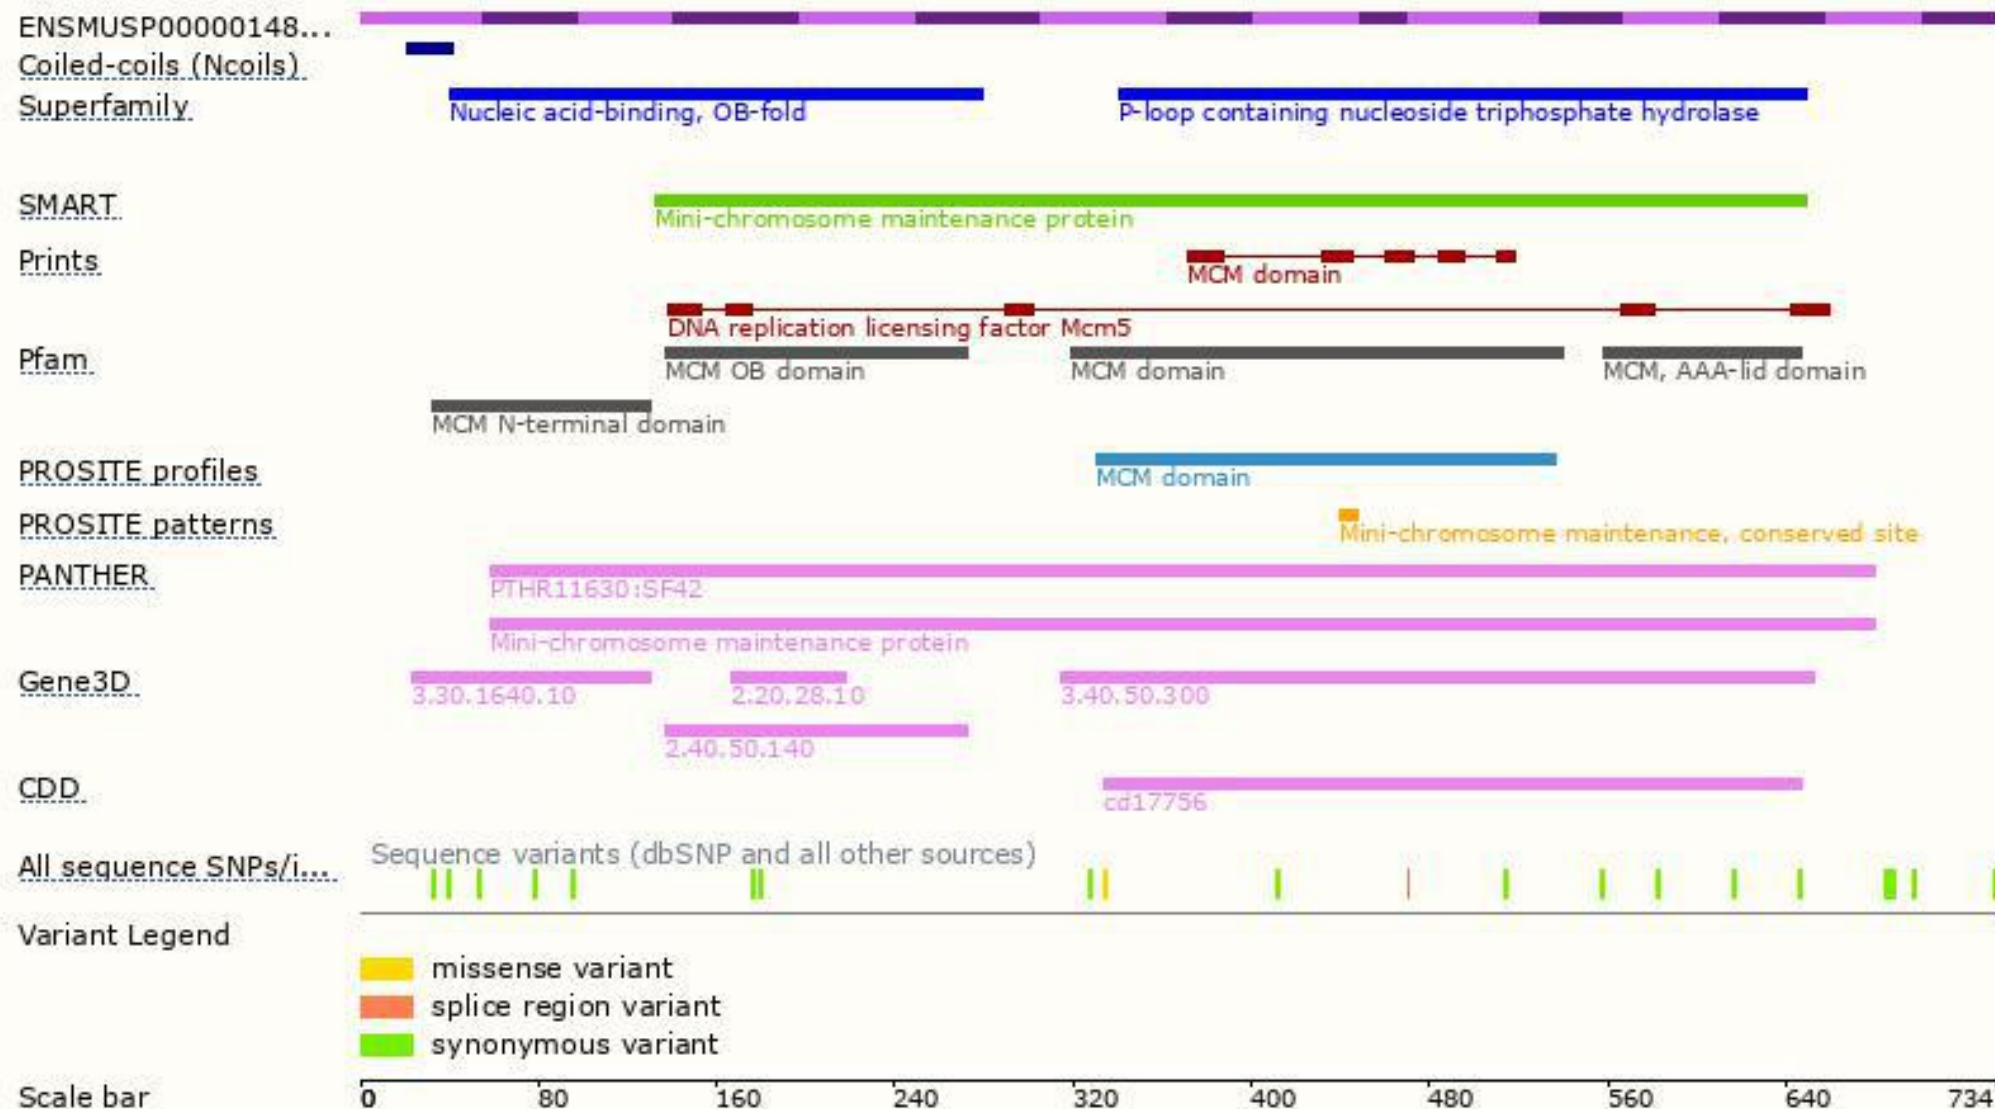 ENSMUSP00000148...
Coiled-coils (Ncoils)
Superfamily
Nucleic acid-binding, OB-fold
P-loop containing nucleoside triphosphate hydrolase
SMART
Mini-chromosome maintenance protein
Prints
MCM domain
DNA replication licensing factor Mcm5
Pfam
MCM OB domain
MCM domain
MCM, AAA-lid domain
MCM N-terminal domain
PROSITE profiles
MCM domain
PROSITE patterns
Mini-chromosome maintenance, conserved site
PANTHER
PTHR11630:SF42
Mini-chromosome maintenance protein
Gene3D
3.30.1640.10
2.20.28.10
3.40.50.300
2.40.50.140
CDD
cd17756
All sequence SNPs/i...
Sequence variants (dbSNP and all other sources)
Variant Legend
missense variant
splice region variant
synonymous variant
Scale bar
0 80 160 240 320 400 480 560 640 734